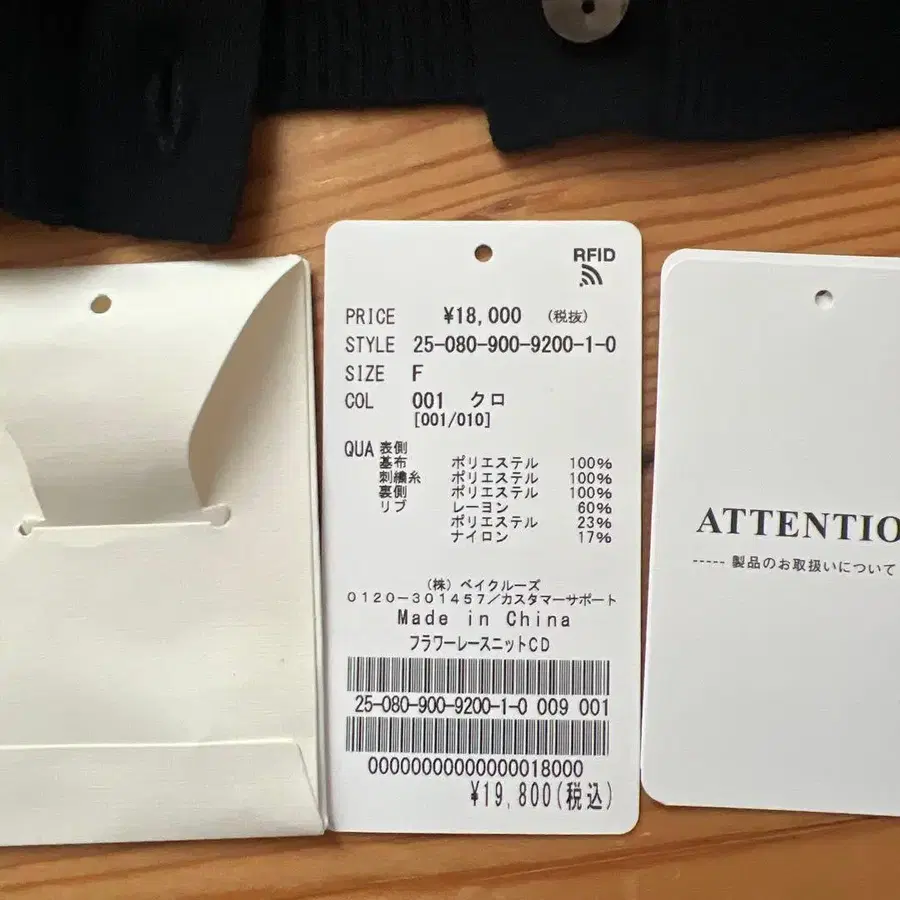 RFID
PRICE ¥18,000 (税抜)
STYLE 25-080-900-9200-1-0
SIZE F
COL 001 クロ
[001/010]
QUA 表側
基布 ポリエステル 100%
刺繍糸 ポリエステル 100%
裏側 ポリエステル 100%
リブ レーヨン 60%
ポリエステル 23%
ナイロン 17%
(株) ベイクルーズ
0120-301457/カスタマーサポート
Made in China
フラワーレースニットCD
25-080-900-9200-1-0 009 001
00000000000000018000
¥19,800(税込)
ATTENTIO
----- 製品のお取扱いについて